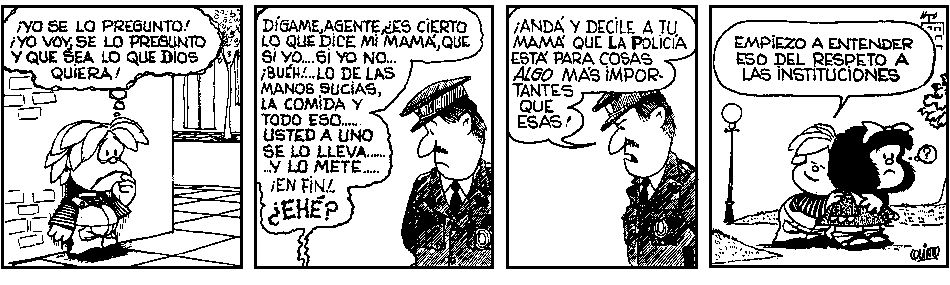 ¡YO SE LO PREGUNTO!
¡YO VOY, SE LO PREGUNTO
Y QUE SEA LO QUE DIOS
QUIERA!
DÍGAME, AGENTE, ¿ES CIERTO
LO QUE DICE MI MAMÁ, QUE
SI YO.... SI YO NO...
¡BUEH!...LO DE LAS
MANOS SUCIAS,
LA COMIDA Y
TODO ESO.....
USTED A UNO
SE LO LLEVA......
..Y LO METE.....
¡EN FIN!.
¿EHÉ?
¡ANDÁ Y DECILE A TU
MAMÁ QUE LA POLICÍA
ESTÁ PARA COSAS
ALGO MÁS IMPOR-
TANTES
QUE
ESAS!
EMPIEZO A ENTENDER
ESO DEL RESPETO A
LAS INSTITUCIONES
?
QUINO